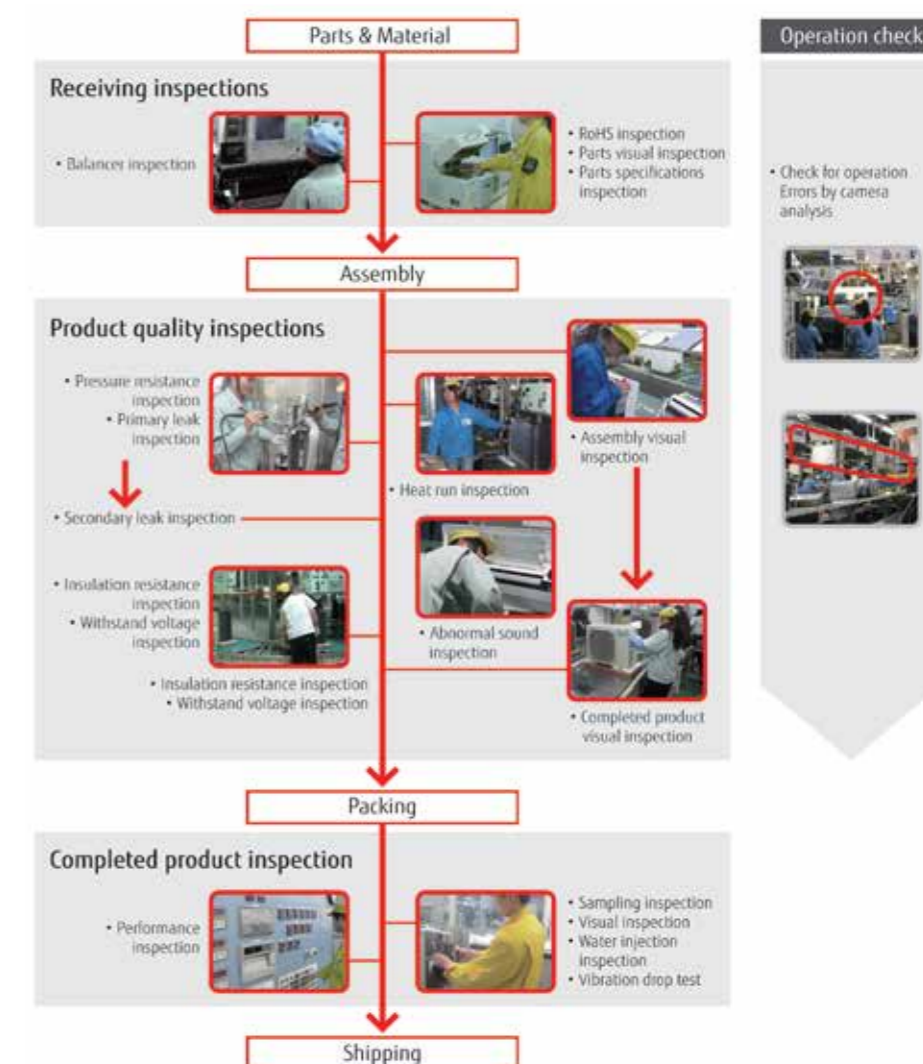 Parts & Material
Receiving inspections
• Balancer inspection
• RoHS inspection
• Parts visual inspection
• Parts specifications
inspection
Assembly
Product quality inspections
• Pressure resistance
inspection
• Primary leak
inspection
• Secondary leak inspection
• Heat run inspection
• Assembly visual
inspection
• Insulation resistance
inspection
• Withstand voltage
inspection
• Insulation resistance inspection
• Withstand voltage inspection
• Abnormal sound
inspection
• Completed product
visual inspection
Packing
Completed product inspection
• Performance
inspection
• Sampling inspection
• Visual inspection
• Water injection
inspection
• Vibration drop test
Shipping
Operation check
• Check for operation
Errors by camera
analysis